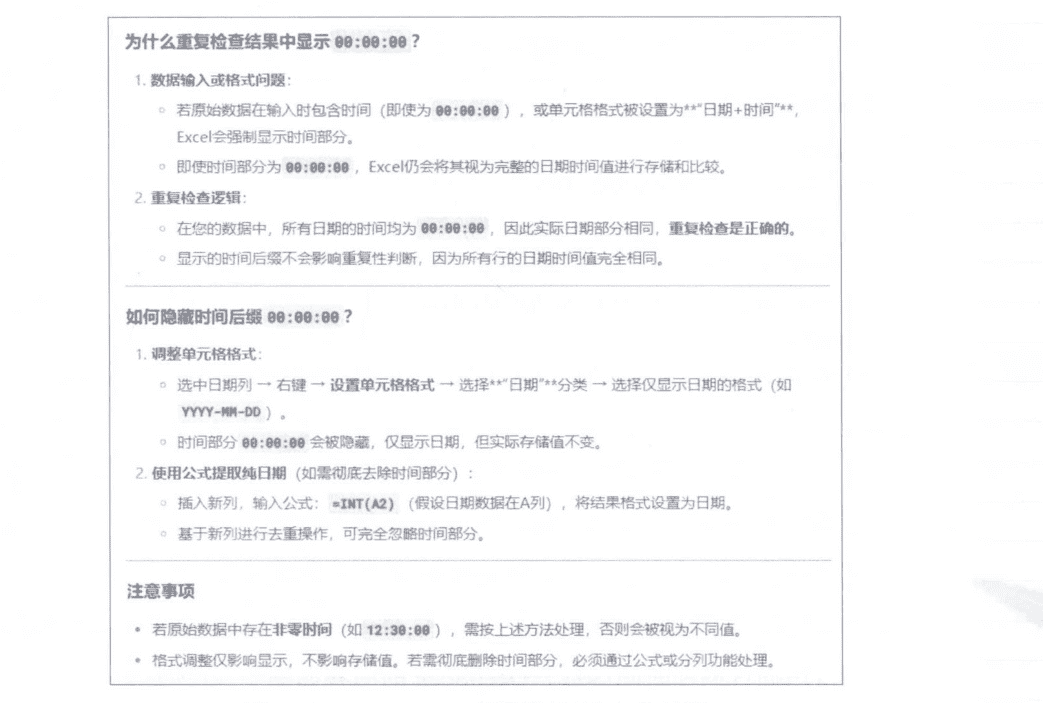 为什么重复检查结果中显示 00:00:00 ?
1. 数据输入或格式问题:
◦ 若原始数据在输入时包含时间（即使为 00:00:00 ），或单元格格式被设置为**“日期+时间”**,
Excel会强制显示时间部分。
◦ 即使时间部分为 00:00:00 ，Excel仍会将其视为完整的日期时间值进行存储和比较。
2. 重复检查逻辑:
◦ 在您的数据中，所有日期的时间均为 00:00:00 ，因此实际日期部分相同，重复检查是正确的。
◦ 显示的时间后缀不会影响重复性判断，因为所有行的日期时间值完全相同。
如何隐藏时间后缀 00:00:00 ?
1. 调整单元格格式:
◦ 选中日期列 → 右键 → 设置单元格格式 → 选择**“日期”**分类 → 选择仅显示日期的格式（如
YYYY-MM-DD ）。
◦ 时间部分 00:00:00 会被隐藏，仅显示日期，但实际存储值不变。
2. 使用公式提取纯日期（如需彻底去除时间部分）:
◦ 插入新列，输入公式: =INT(A2) （假设日期数据在A列），将结果格式设置为日期。
◦ 基于新列进行去重操作，可完全忽略时间部分。
注意事项
• 若原始数据中存在非零时间（如 12:30:00 ），需按上述方法处理，否则会被视为不同值。
• 格式调整仅影响显示，不影响存储值。若需彻底删除时间部分，必须通过公式或分列功能处理。